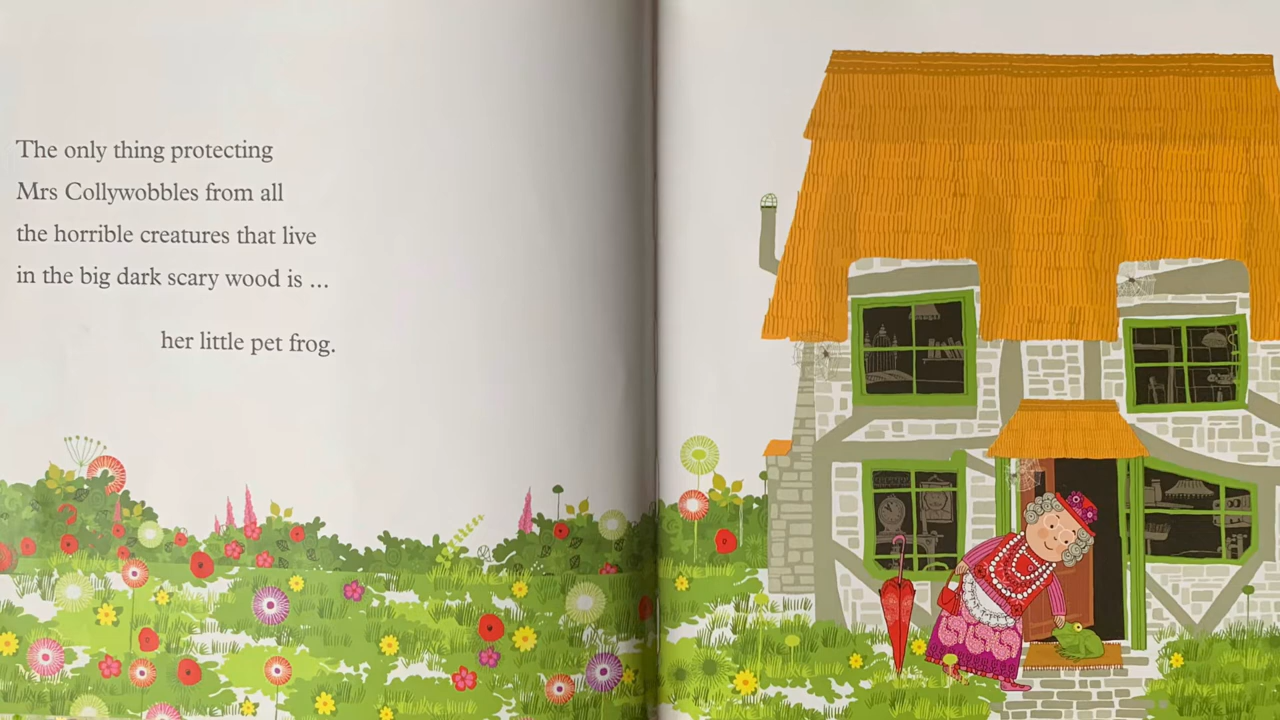 The only thing protecting
Mrs Collywobbles from all
the horrible creatures that live
in the big dark scary wood is ...
her little pet frog.